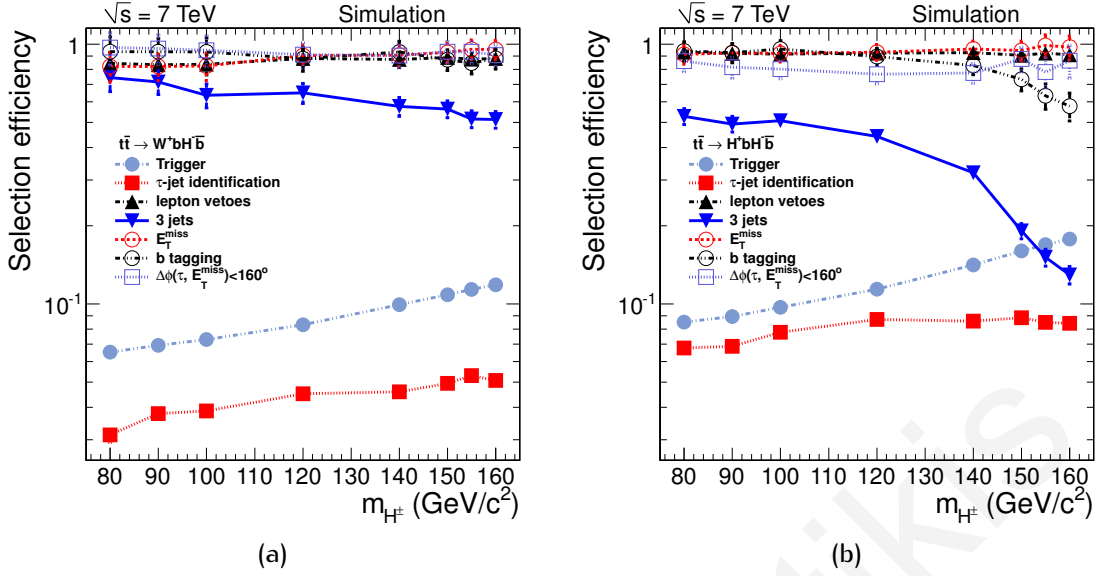 √s = 7 TeV Simulation
Selection efficiency
1
10⁻¹
tt̄ → W⁺bH⁻b̄
Trigger
τ-jet identification
lepton vetoes
3 jets
E_T^miss
b tagging
Δϕ(τ, E_T^miss)<160°
80 90 100 110 120 130 140 150 160
m_H± (GeV/c²)
(a)
√s = 7 TeV Simulation
Selection efficiency
1
10⁻¹
tt̄ → H⁺bH⁻b̄
Trigger
τ-jet identification
lepton vetoes
3 jets
E_T^miss
b tagging
Δϕ(τ, E_T^miss)<160°
80 90 100 110 120 130 140 150 160
m_H± (GeV/c²)
(b)